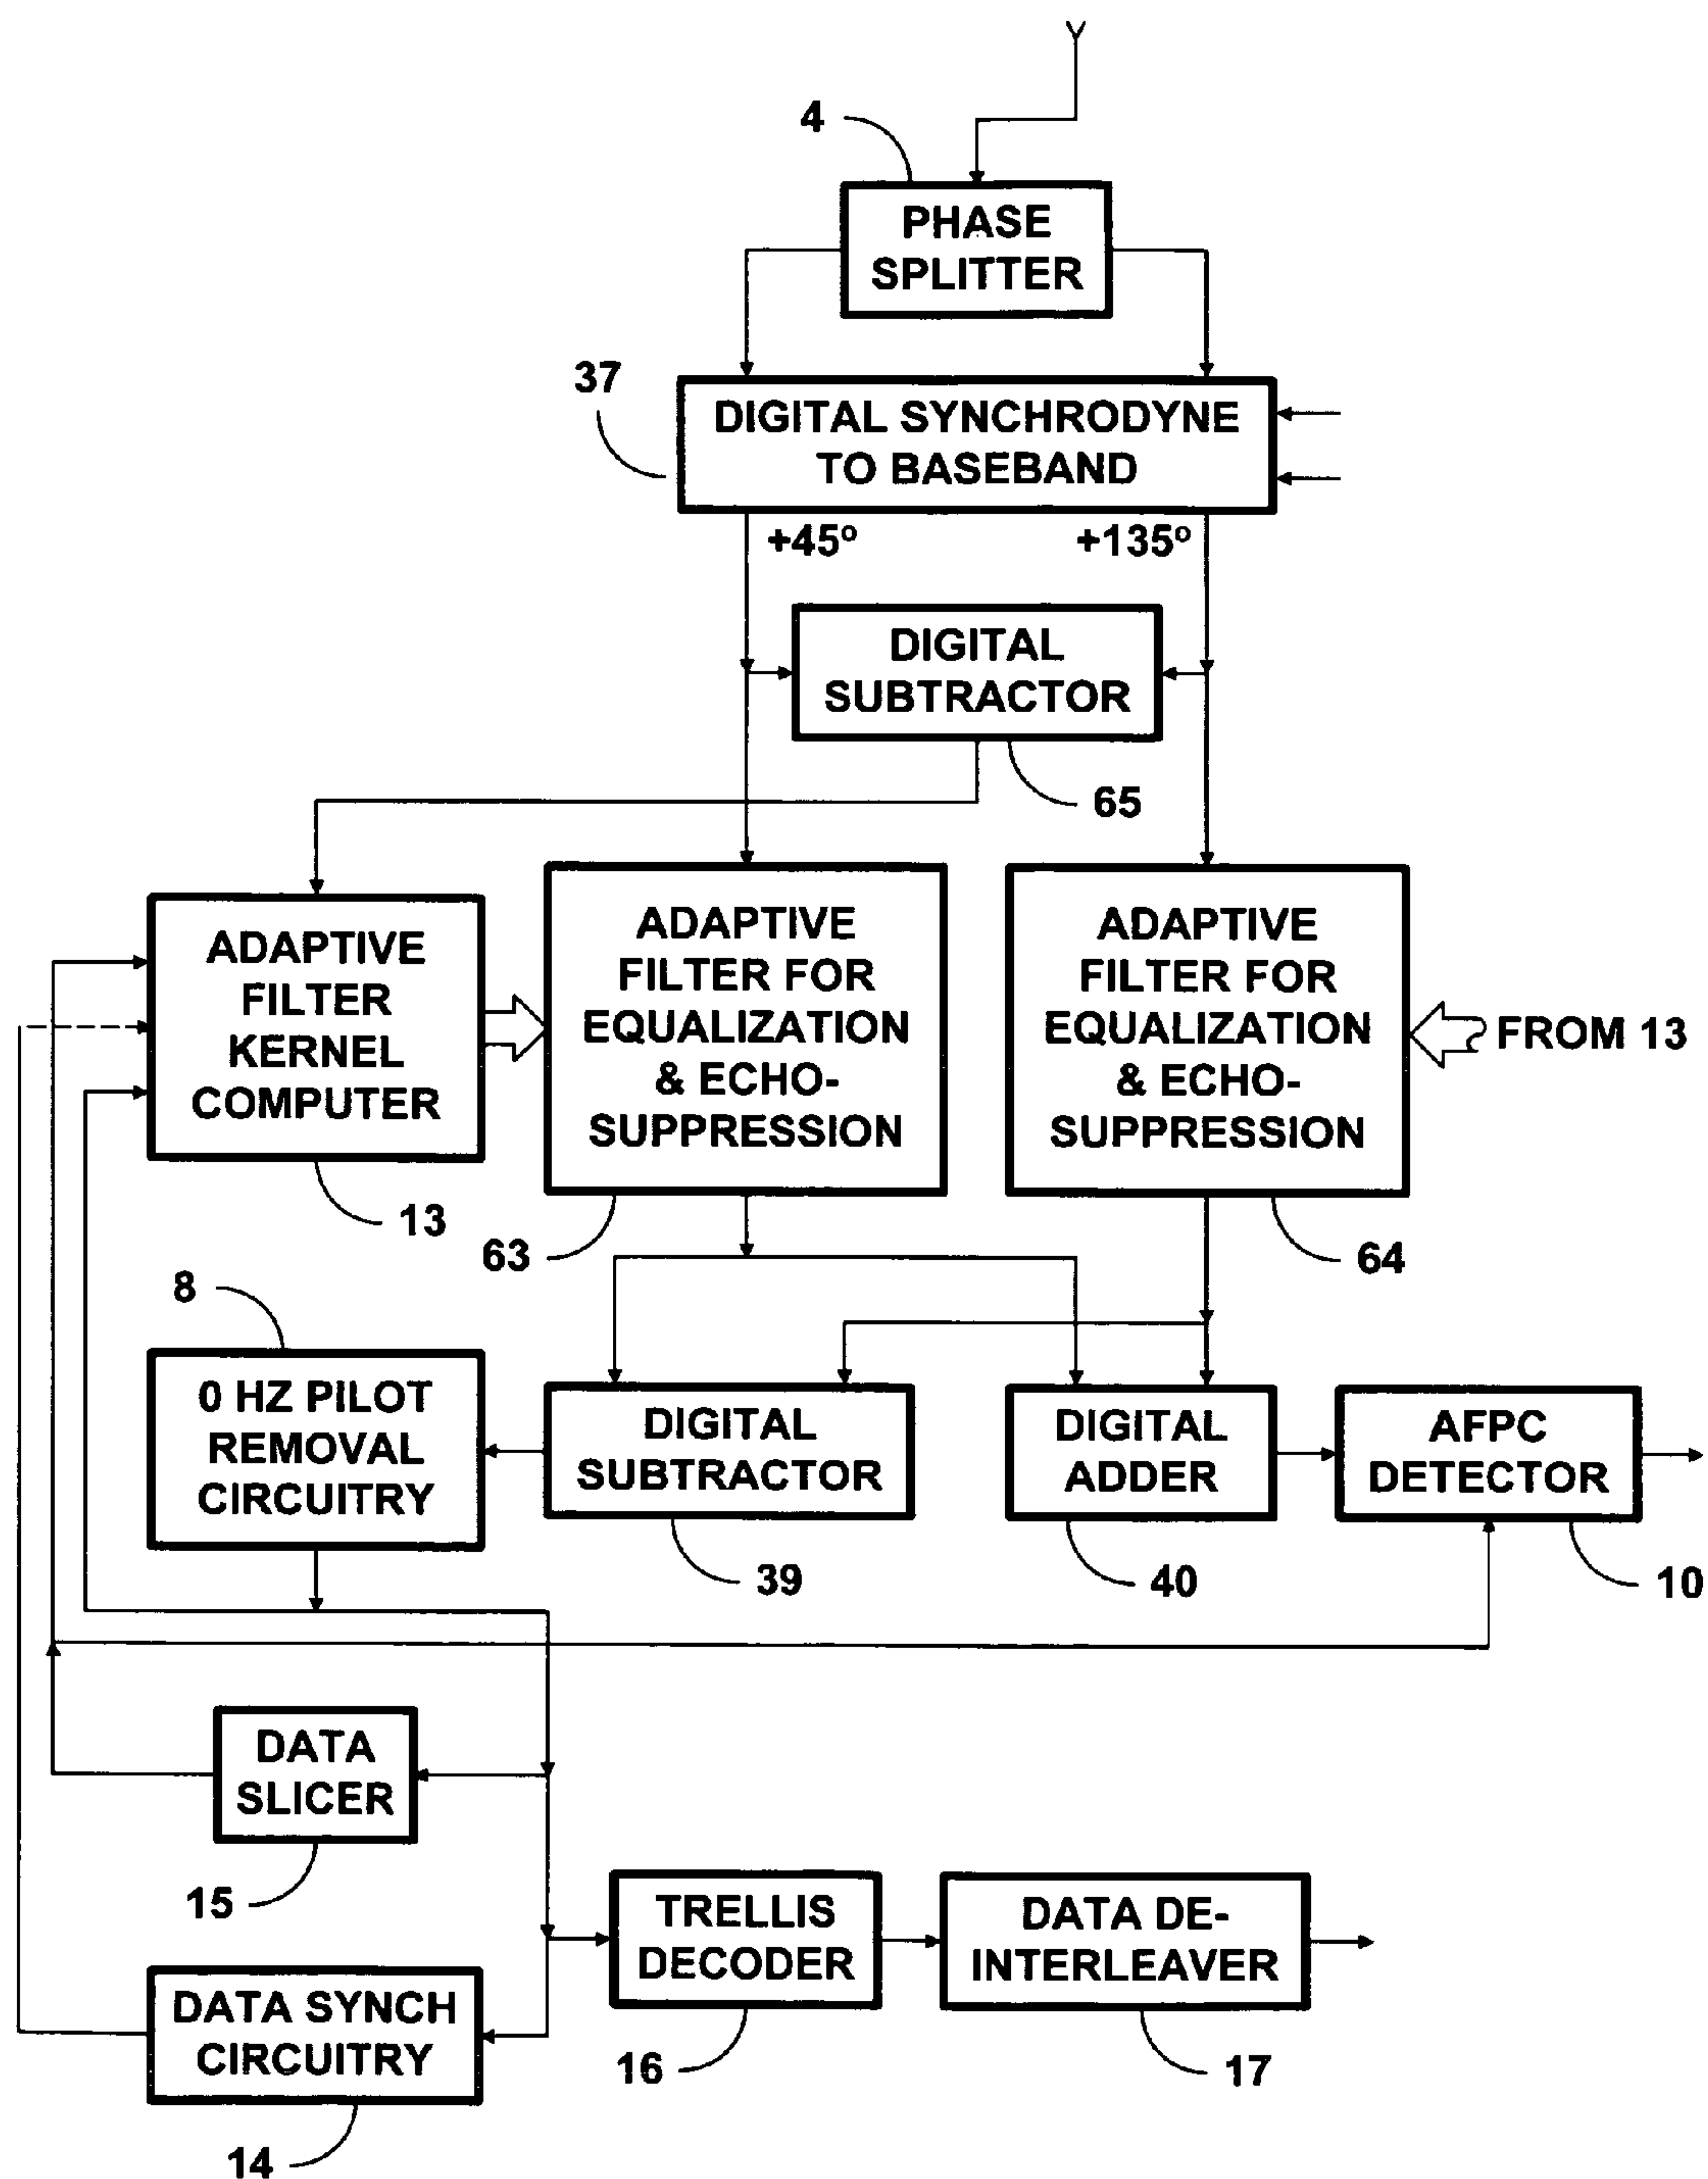 4
PHASE
SPLITTER
37
DIGITAL SYNCHRODYNE
TO BASEBAND
+45º
+135º
DIGITAL
SUBTRACTOR
65
ADAPTIVE
FILTER
KERNEL
COMPUTER
13
ADAPTIVE
FILTER FOR
EQUALIZATION
& ECHO-
SUPPRESSION
63
ADAPTIVE
FILTER FOR
EQUALIZATION
& ECHO-
SUPPRESSION
64
FROM 13
8
0 HZ PILOT
REMOVAL
CIRCUITRY
DIGITAL
SUBTRACTOR
39
DIGITAL
ADDER
40
AFPC
DETECTOR
10
DATA
SLICER
15
TRELLIS
DECODER
16
DATA DE-
INTERLEAVER
17
DATA SYNCH
CIRCUITRY
14